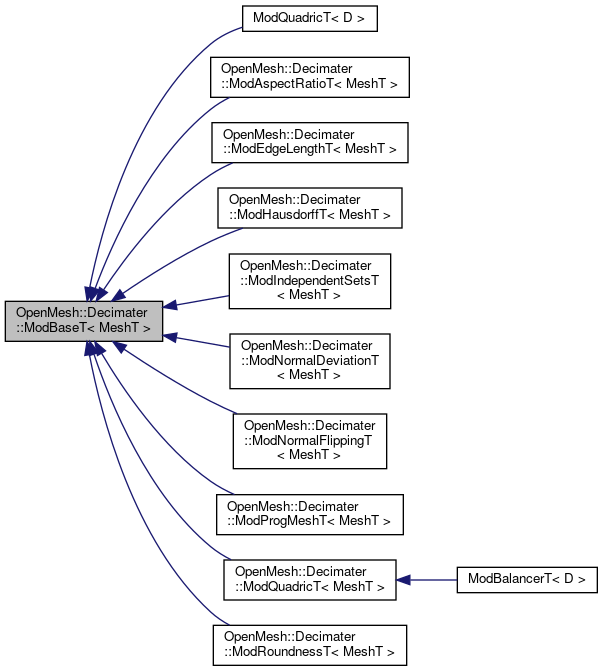 ModQuadricT< D >
OpenMesh::Decimater
::ModAspectRatioT< MeshT >
OpenMesh::Decimater
::ModEdgeLengthT< MeshT >
OpenMesh::Decimater
::ModHausdorffT< MeshT >
OpenMesh::Decimater
::ModIndependentSetsT
< MeshT >
OpenMesh::Decimater
::ModBaseT< MeshT >
OpenMesh::Decimater
::ModNormalDeviationT
< MeshT >
OpenMesh::Decimater
::ModNormalFlippingT
< MeshT >
OpenMesh::Decimater
::ModProgMeshT< MeshT >
OpenMesh::Decimater
::ModQuadricT< MeshT >
ModBalancerT< D >
OpenMesh::Decimater
::ModRoundnessT< MeshT >